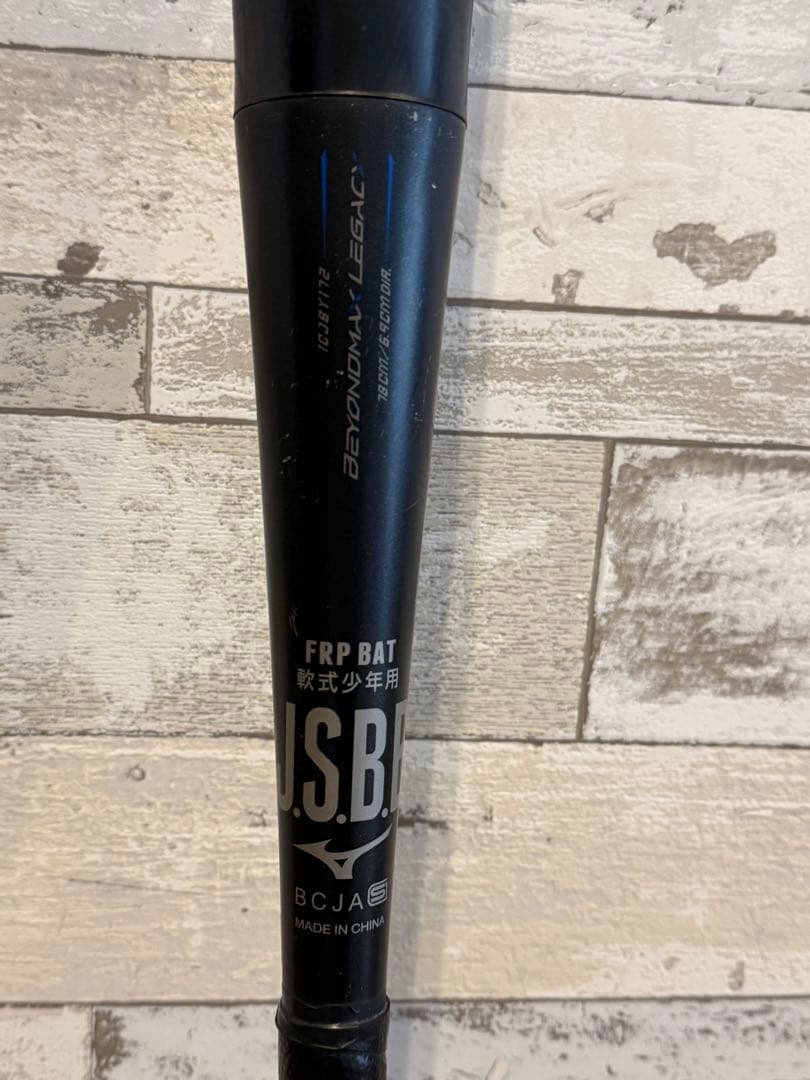 1CJBY172
BEYONDMAX LEGACY
78CM/6.9CM DIA.
FRP BAT
軟式少年用
J.S.B.B
BCJA S
MADE IN CHINA